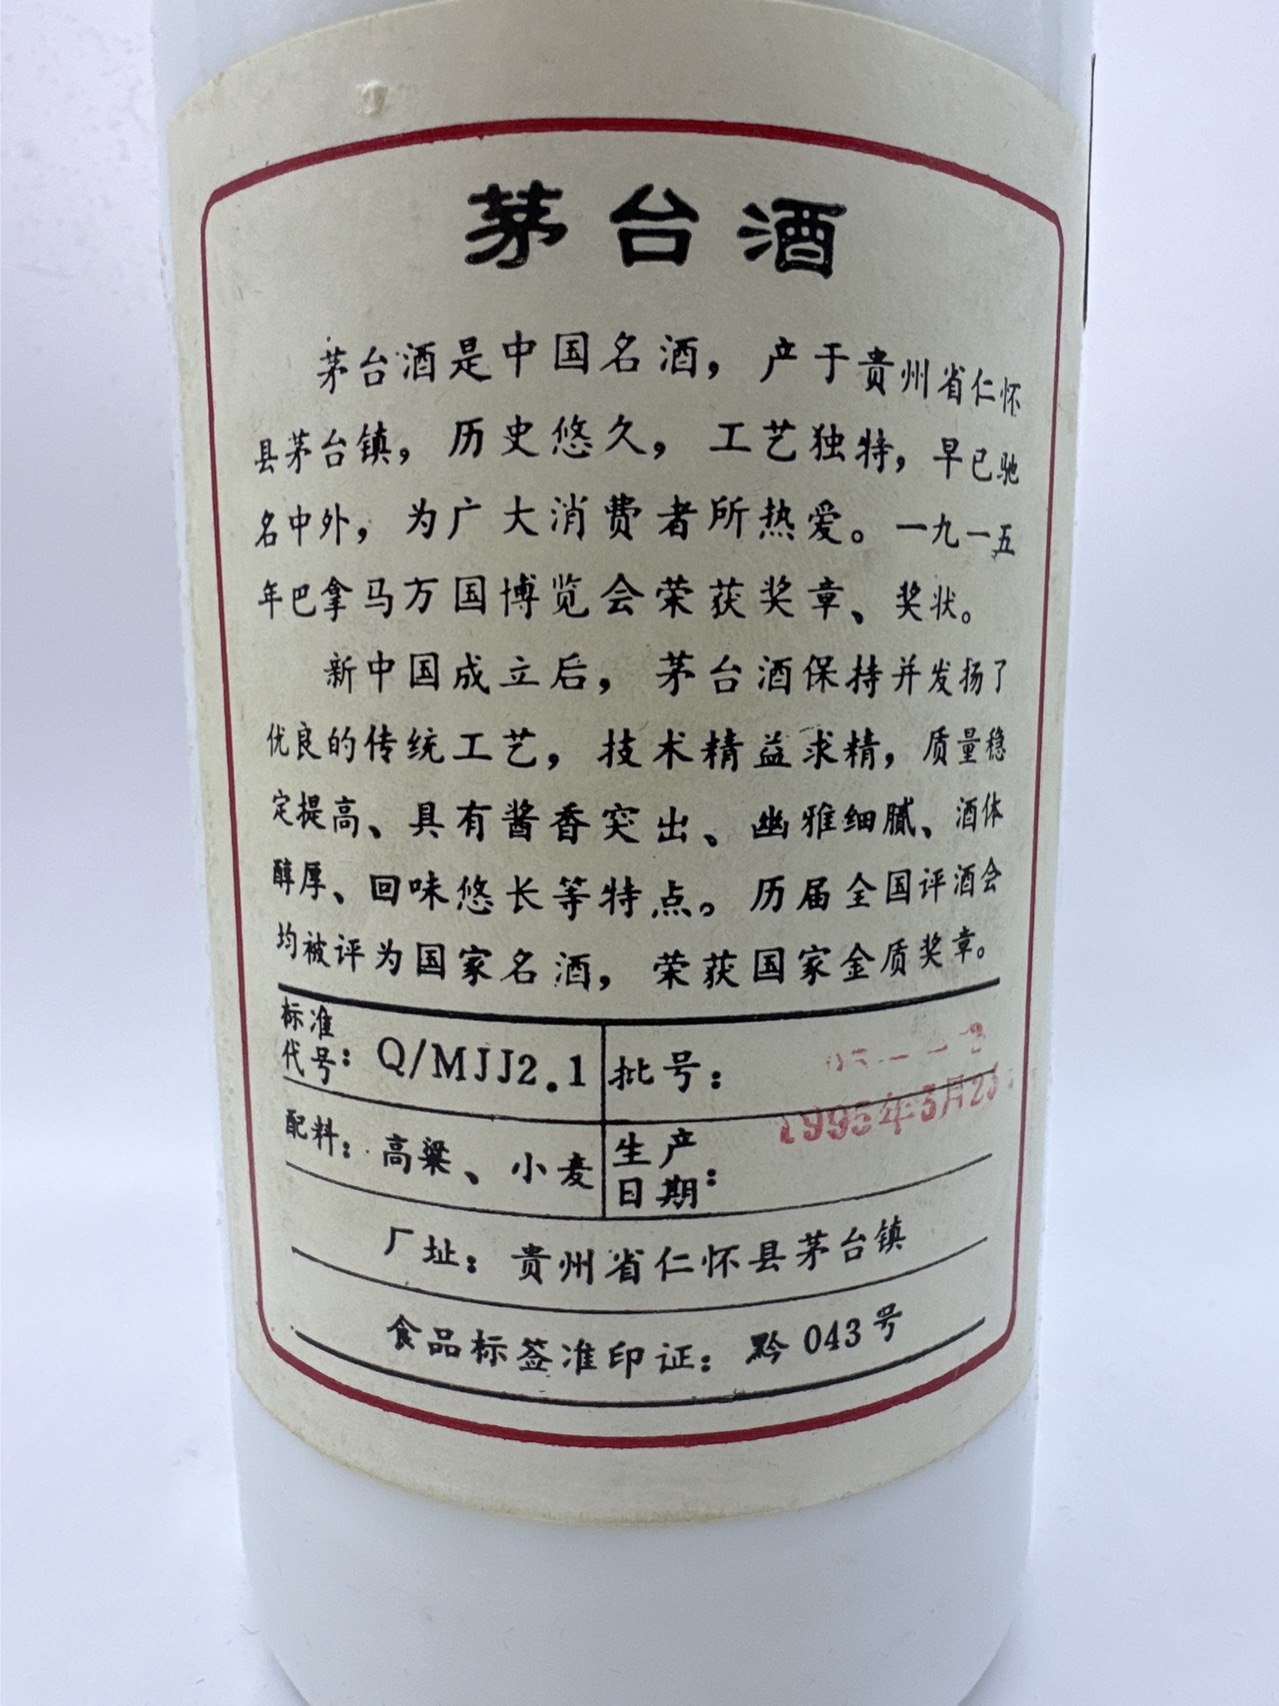 茅台酒
茅台酒是中国名酒，产于贵州省仁怀
县茅台镇，历史悠久，工艺独特，早已驰
名中外，为广大消费者所热爱。一九一五
年巴拿马万国博览会荣获奖章、奖状。
新中国成立后，茅台酒保持并发扬了
优良的传统工艺，技术精益求精，质量稳
定提高、具有酱香突出、幽雅细腻、酒体
醇厚、回味悠长等特点。历届全国评酒会
均被评为国家名酒，荣获国家金质奖章。
标准代号：Q/MJJ2.1
批号：
配料：高粱、小麦
生产日期：1995年3月
厂址：贵州省仁怀县茅台镇
食品标签准印证：黔043号